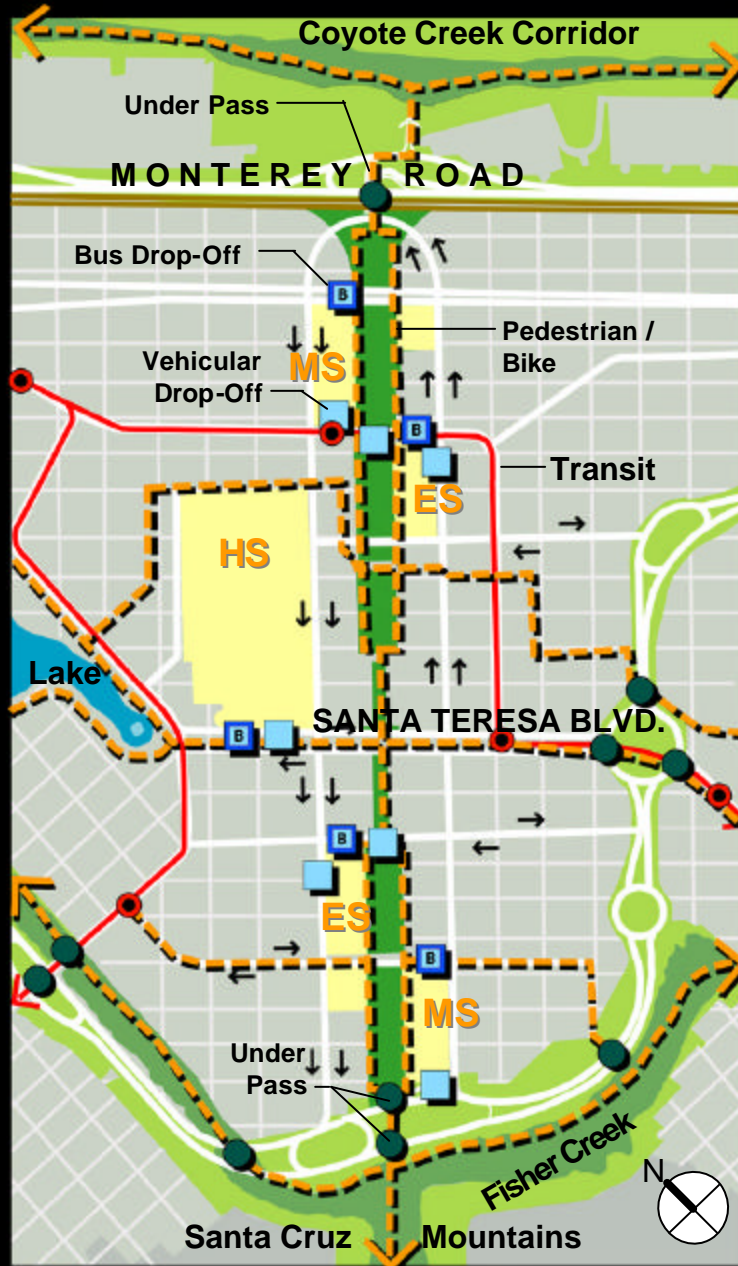 Coyote Creek Corridor
Under Pass
MONTEREY ROAD
Bus Drop-Off
B
Pedestrian /
Bike
Vehicular
Drop-Off
MS
B
Transit
ES
HS
Lake
SANTA TERESA BLVD.
B
B
ES
B
MS
Under
Pass
Fisher Creek
N
Santa Cruz Mountains